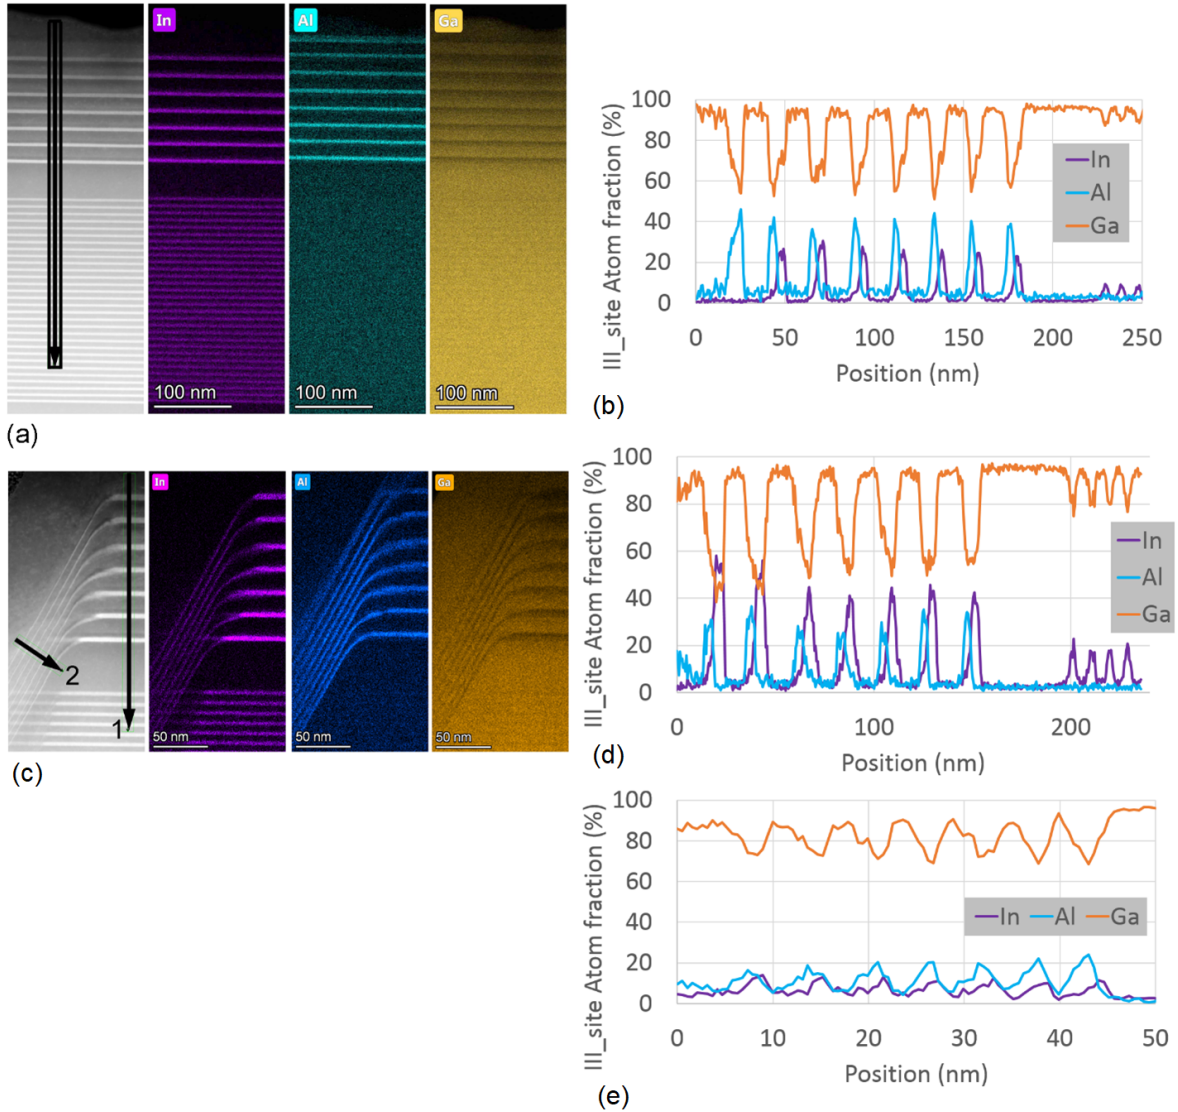 In
Al
Ga
100 nm
100 nm
100 nm
(a)
III_site Atom fraction (%)
100
80
60
40
20
0
In
Al
Ga
0
50
100
150
200
250
Position (nm)
(b)
In
Al
Ga
2
1
50 nm
50 nm
50 nm
(c)
III_site Atom fraction (%)
100
80
60
40
20
0
In
Al
Ga
0
100
200
Position (nm)
(d)
III_site Atom fraction (%)
100
80
60
40
20
0
In Al Ga
0
10
20
30
40
50
Position (nm)
(e)